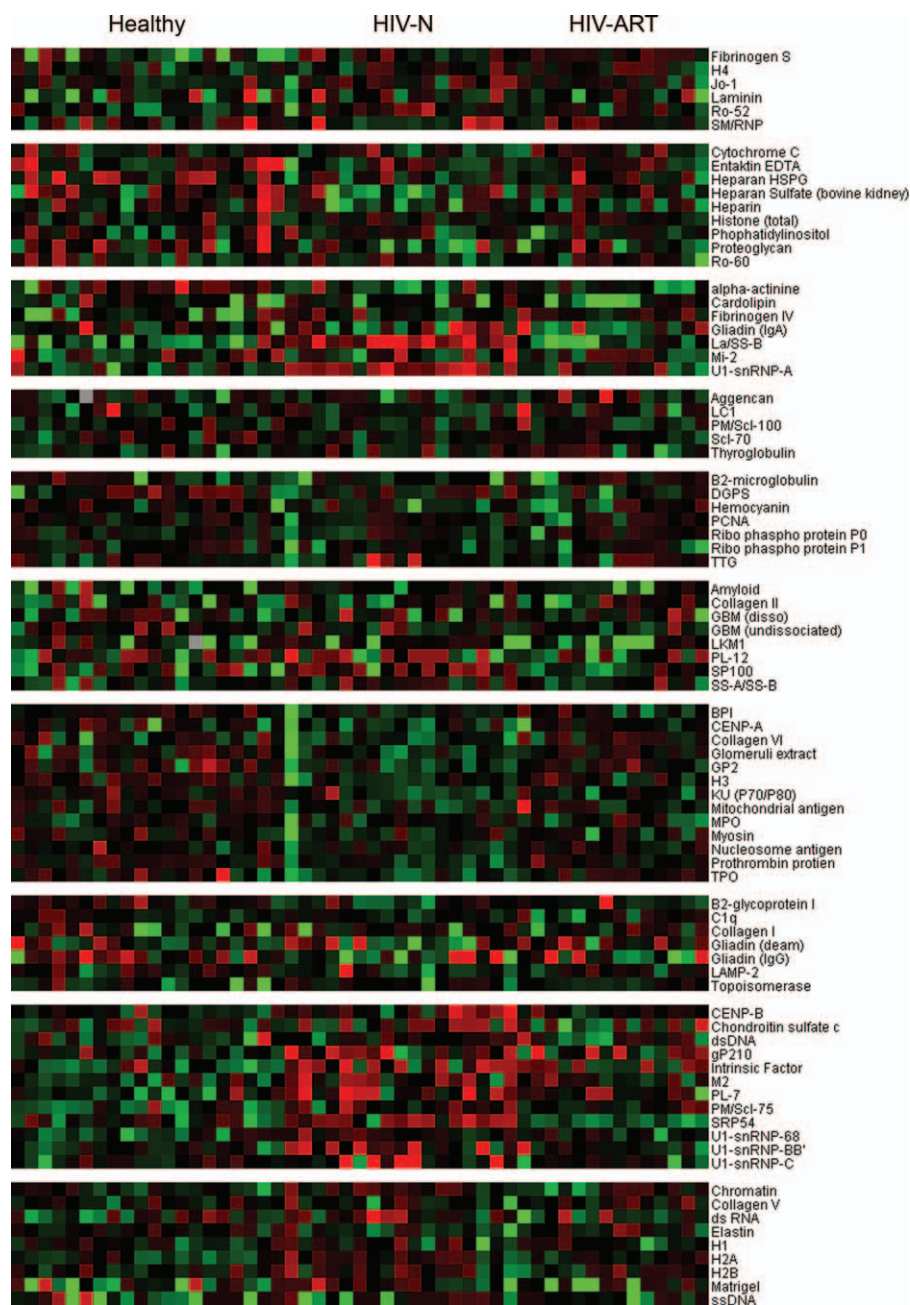 Healthy HIV-N HIV-ART
Fibrinogen S
H4
Jo-1
Laminin
Ro-52
SM/RNP
Cytochrome C
Entaktin EDTA
Heparan HSPG
Heparan Sulfate (bovine kidney)
Heparin
Histone (total)
Phophatidylinositol
Proteoglycan
Ro-60
alpha-actinine
Cardolipin
Fibrinogen IV
Gliadin (IgA)
La/SS-B
Mi-2
U1-snRNP-A
Aggencan
LC1
PM/Scl-100
Scl-70
Thyroglobulin
B2-microglobulin
DGPS
Hemocyanin
PCNA
Ribo phaspho protein P0
Ribo phaspho protein P1
TTG
Amyloid
Collagen II
GBM (disso)
GBM (undissociated)
LKM1
PL-12
SP100
SS-A/SS-B
BPI
CENP-A
Collagen VI
Glomeruli extract
GP2
H3
KU (P70/P80)
Mitochondrial antigen
MPO
Myosin
Nucleosome antigen
Prothrombin protien
TPO
B2-glycoprotein I
C1q
Collagen I
Gliadin (deam)
Gliadin (IgG)
LAMP-2
Topoisomerase
CENP-B
Chondroitin sulfate c
dsDNA
gP210
Intrinsic Factor
M2
PL-7
PM/Scl-75
SRP54
U1-snRNP-68
U1-snRNP-BB'
U1-snRNP-C
Chromatin
Collagen V
ds RNA
Elastin
H1
H2A
H2B
Matrigel
ssDNA